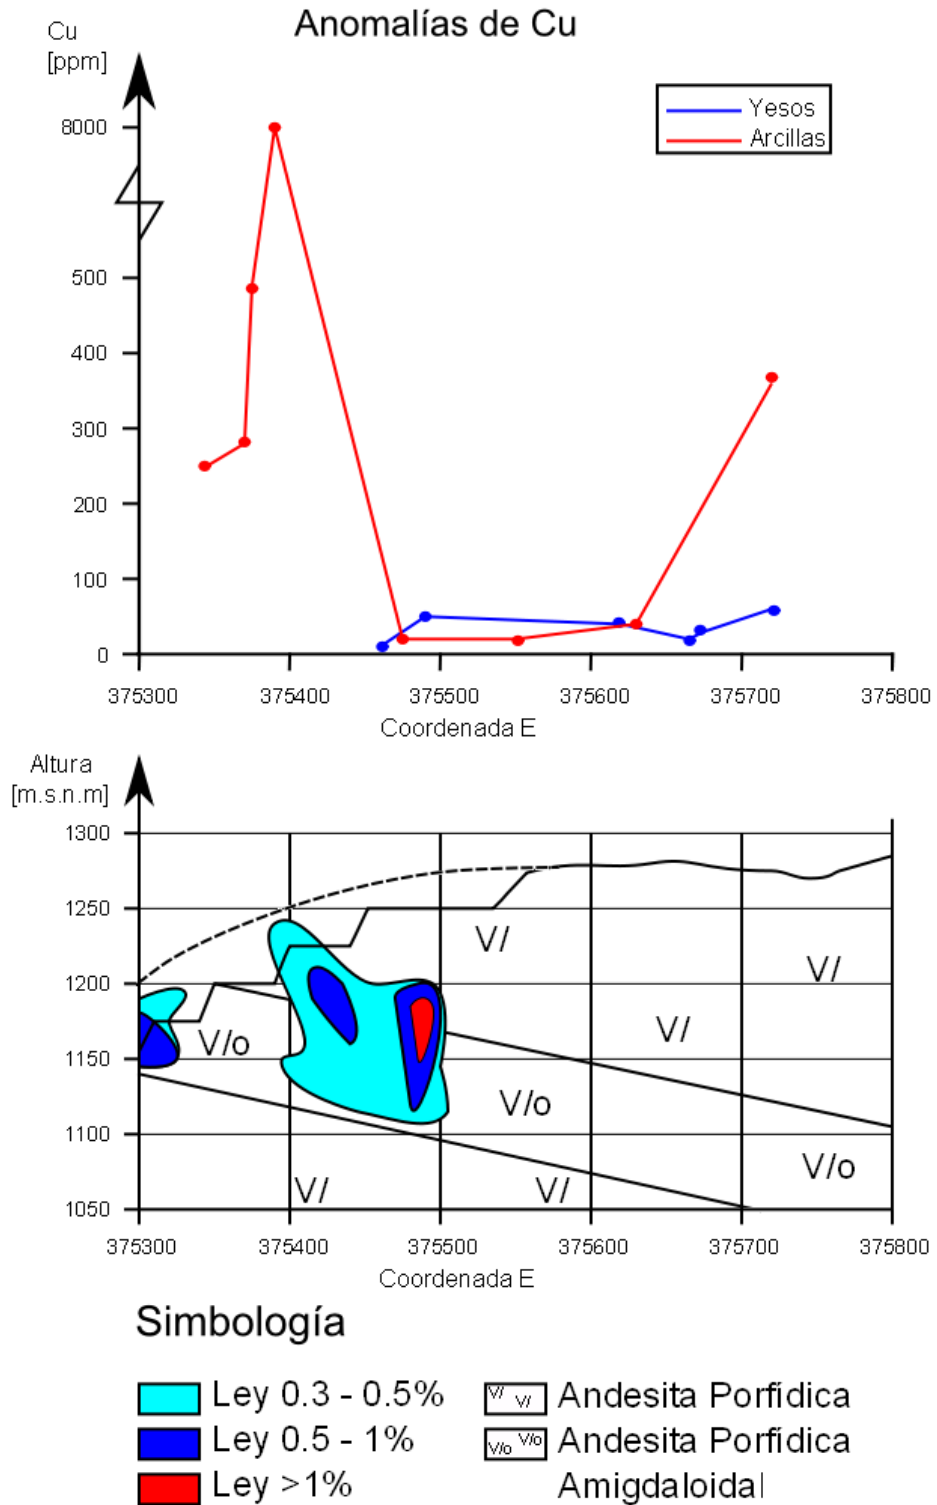 Anomalías de Cu
Cu
[ppm]
Yesos
Arcillas
8000
500
400
300
200
100
0
375300 375400 375500 375600 375700 375800
Coordenada E
Altura
[m.s.n.m]
1300
1250
1200
1150
1100
1050
V/
V/
V/
V/o
V/o
V/o
V/
V/
375300 375400 375500 375600 375700 375800
Coordenada E
Simbología
Ley 0.3 - 0.5%
V/ V/ Andesita Porfídica
Ley 0.5 - 1%
V/o V/o Andesita Porfídica
Ley >1%
Amigdaloidal